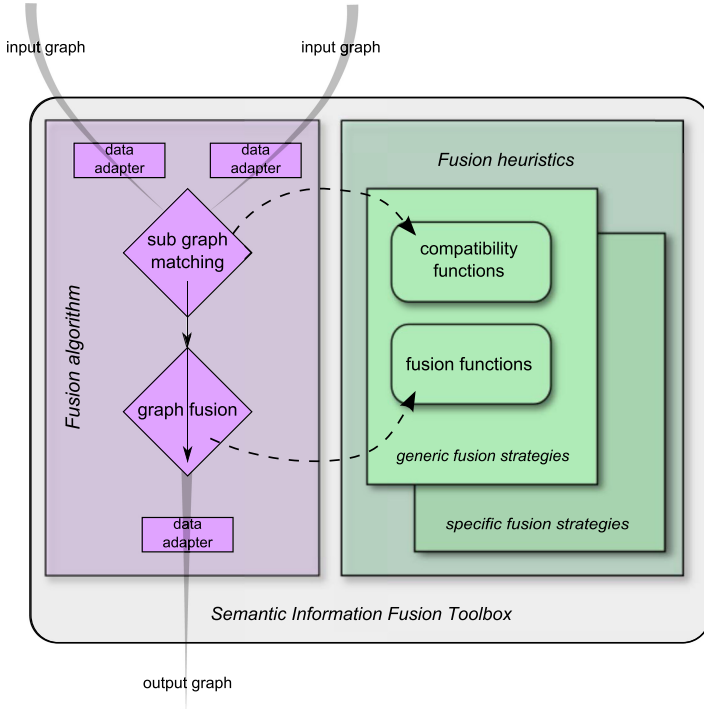 input graph
input graph
data
adapter
data
adapter
sub graph
matching
Fusion algorithm
graph fusion
data
adapter
Fusion heuristics
compatibility
functions
fusion functions
generic fusion strategies
specific fusion strategies
Semantic Information Fusion Toolbox
output graph